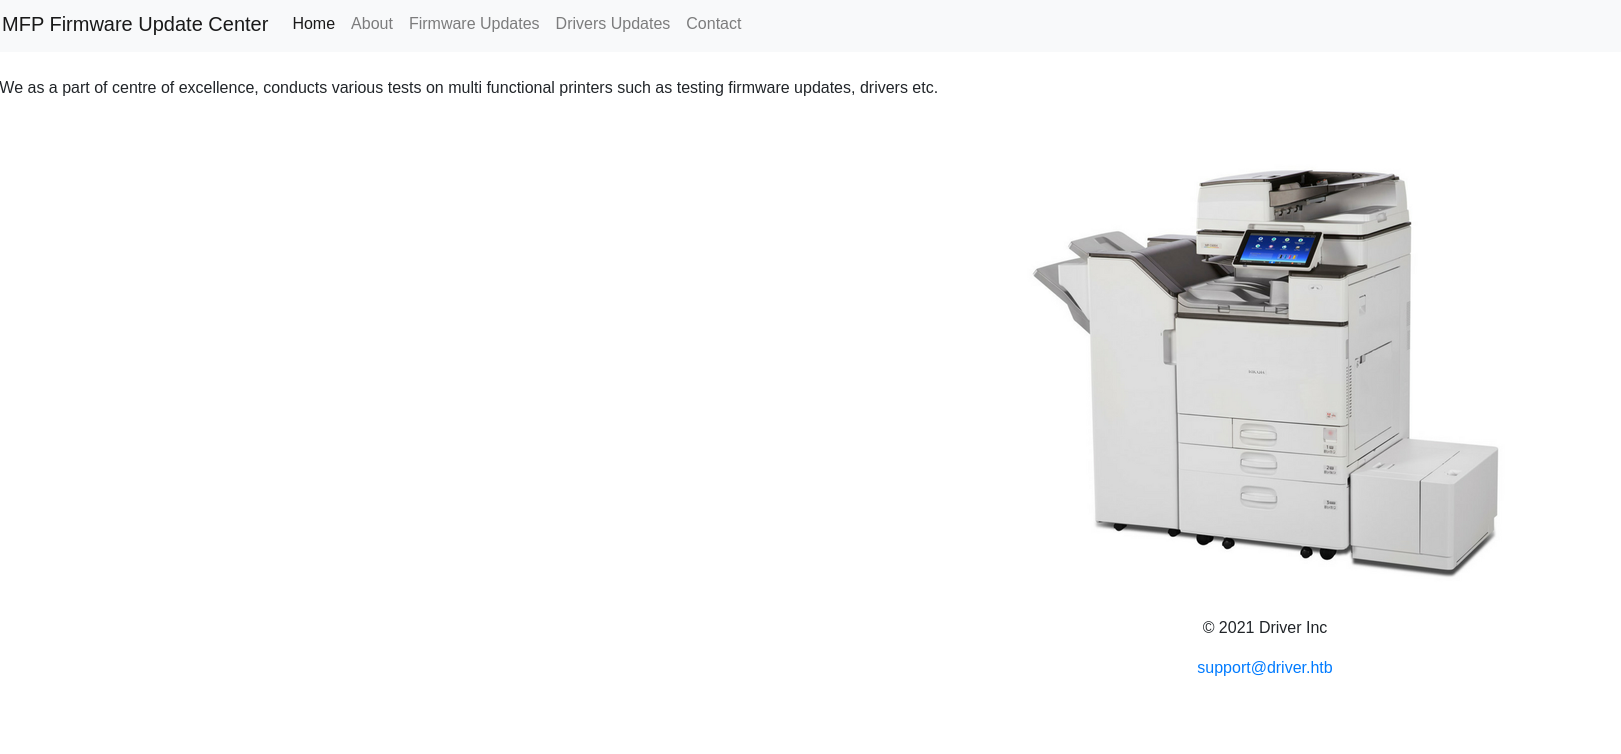 MFP Firmware Update Center Home About Firmware Updates Drivers Updates Contact
We as a part of centre of excellence, conducts various tests on multi functional printers such as testing firmware updates, drivers etc.
© 2021 Driver Inc
support@driver.htb